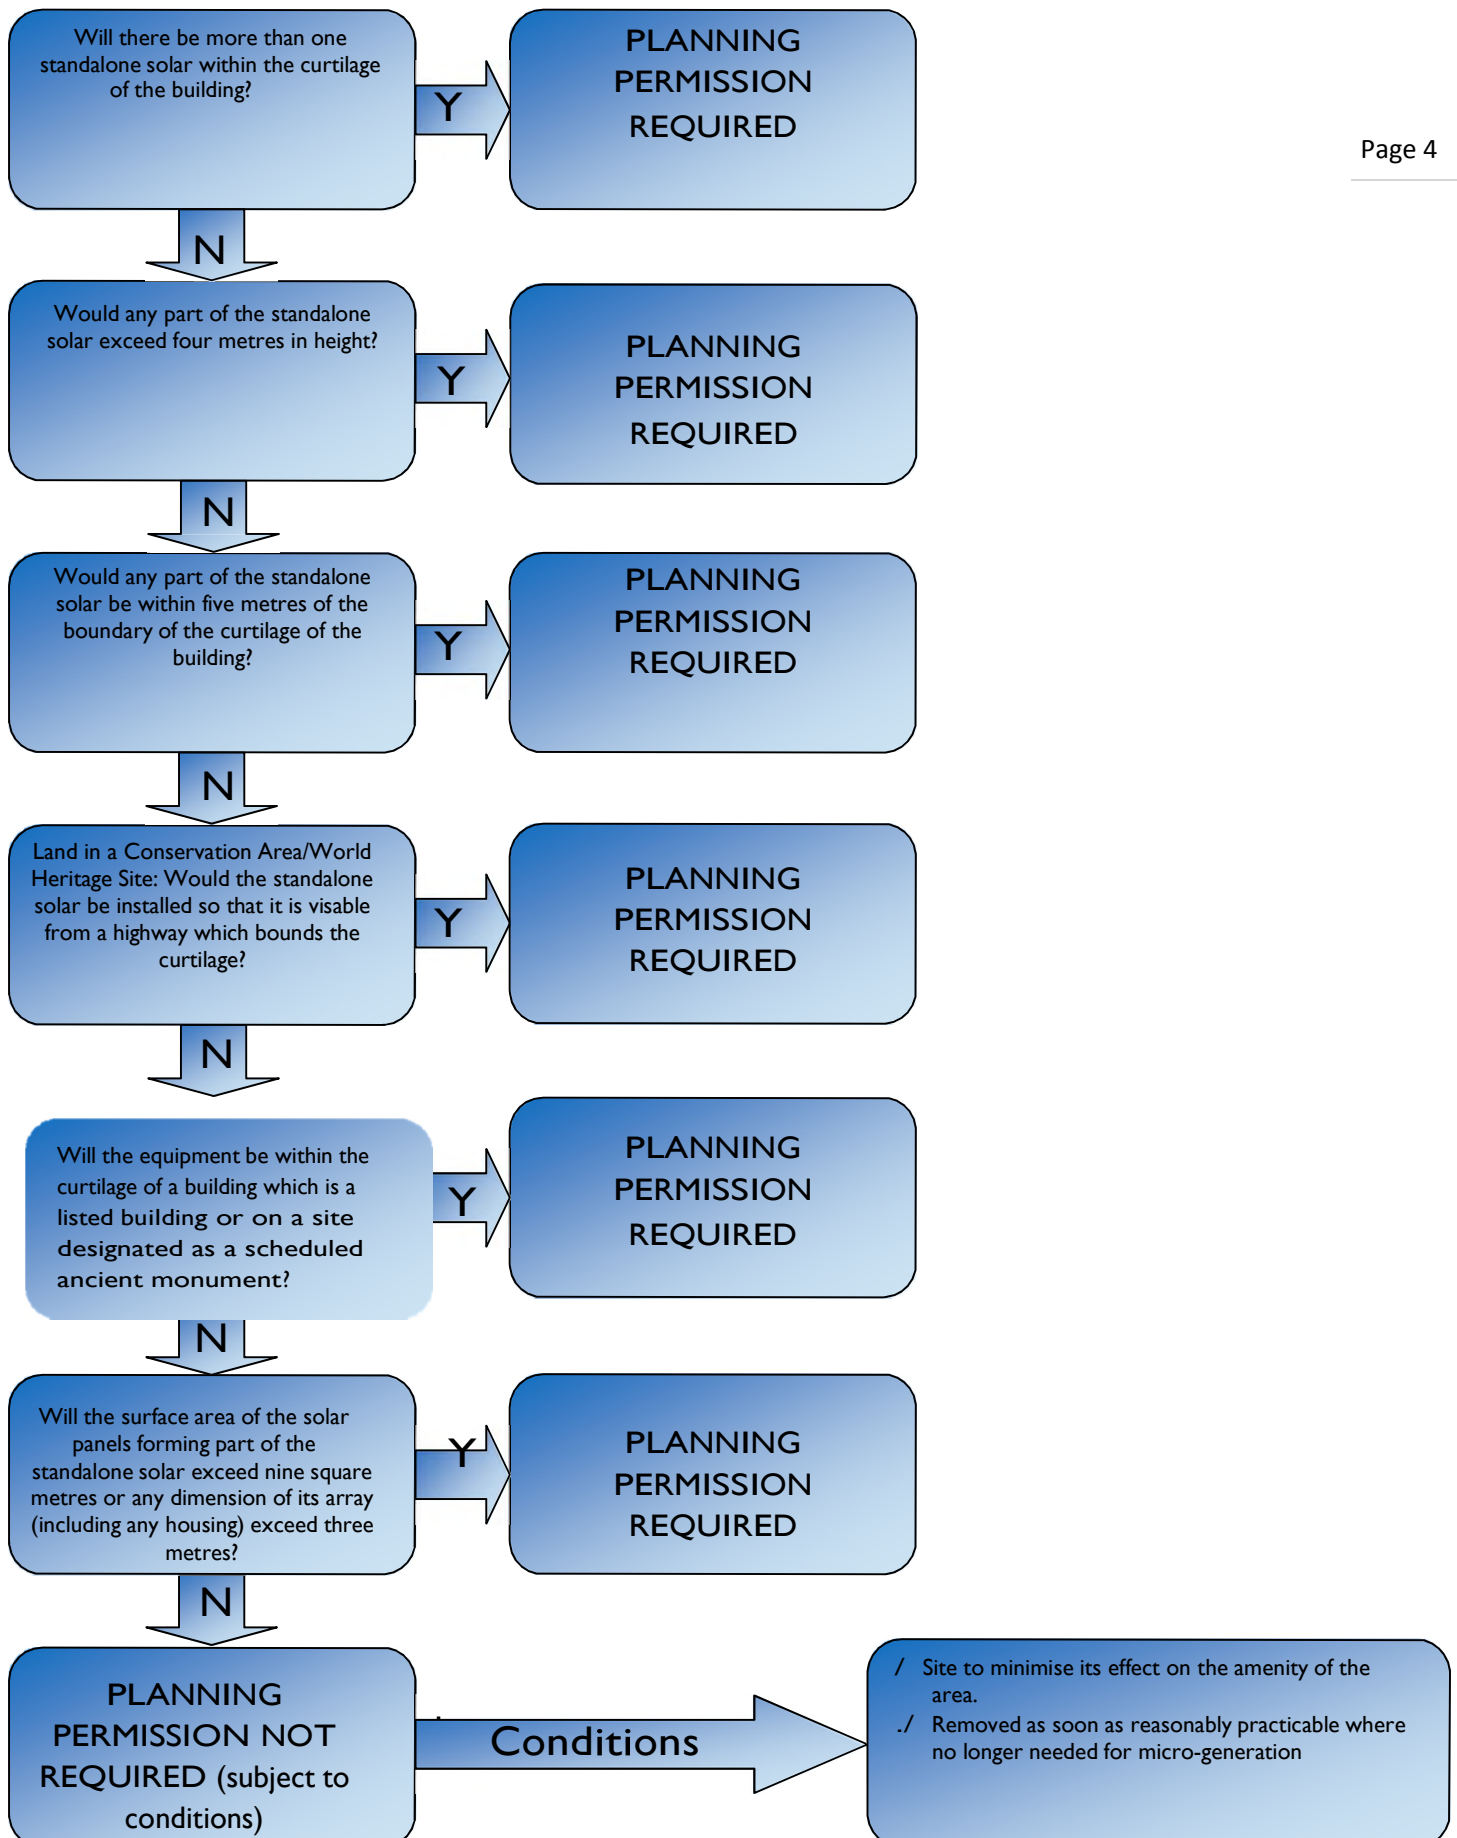 Will there be more than one
standalone solar within the curtilage
of the building?
Y
PLANNING
PERMISSION
REQUIRED
Page 4
N
Would any part of the standalone
solar exceed four metres in height?
Y
PLANNING
PERMISSION
REQUIRED
N
Would any part of the standalone
solar be within five metres of the
boundary of the curtilage of the
building?
Y
PLANNING
PERMISSION
REQUIRED
N
Land in a Conservation Area/World
Heritage Site: Would the standalone
solar be installed so that it is visable
from a highway which bounds the
curtilage?
Y
PLANNING
PERMISSION
REQUIRED
N
Will the equipment be within the
curtilage of a building which is a
listed building or on a site
designated as a scheduled
ancient monument?
Y
PLANNING
PERMISSION
REQUIRED
N
Will the surface area of the solar
panels forming part of the
standalone solar exceed nine square
metres or any dimension of its array
(including any housing) exceed three
metres?
Y
PLANNING
PERMISSION
REQUIRED
N
PLANNING
PERMISSION NOT
REQUIRED (subject to
conditions)
Conditions
/ Site to minimise its effect on the amenity of the
area.
./ Removed as soon as reasonably practicable where
no longer needed for micro-generation